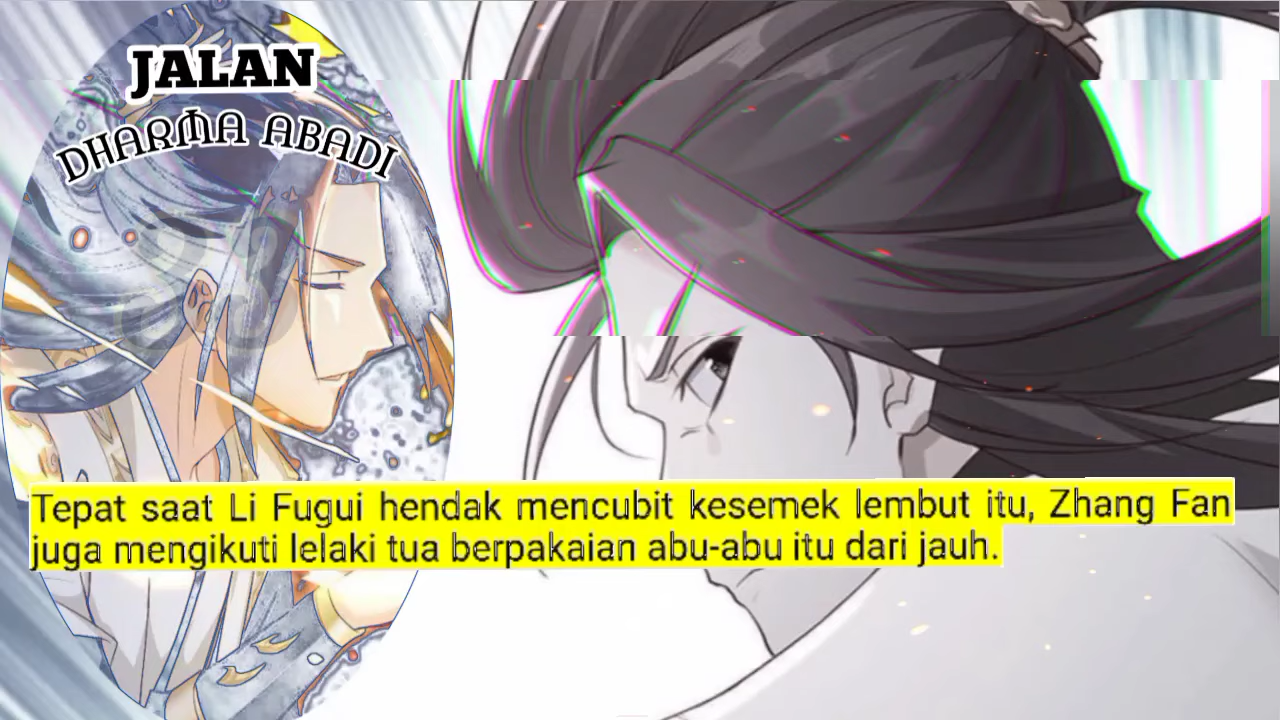 JALAN
DHARMA ABADI
Tepat saat Li Fugui hendak mencubit kesemek lembut itu, Zhang Fan
juga mengikuti lelaki tua berpakaian abu-abu itu dari jauh.